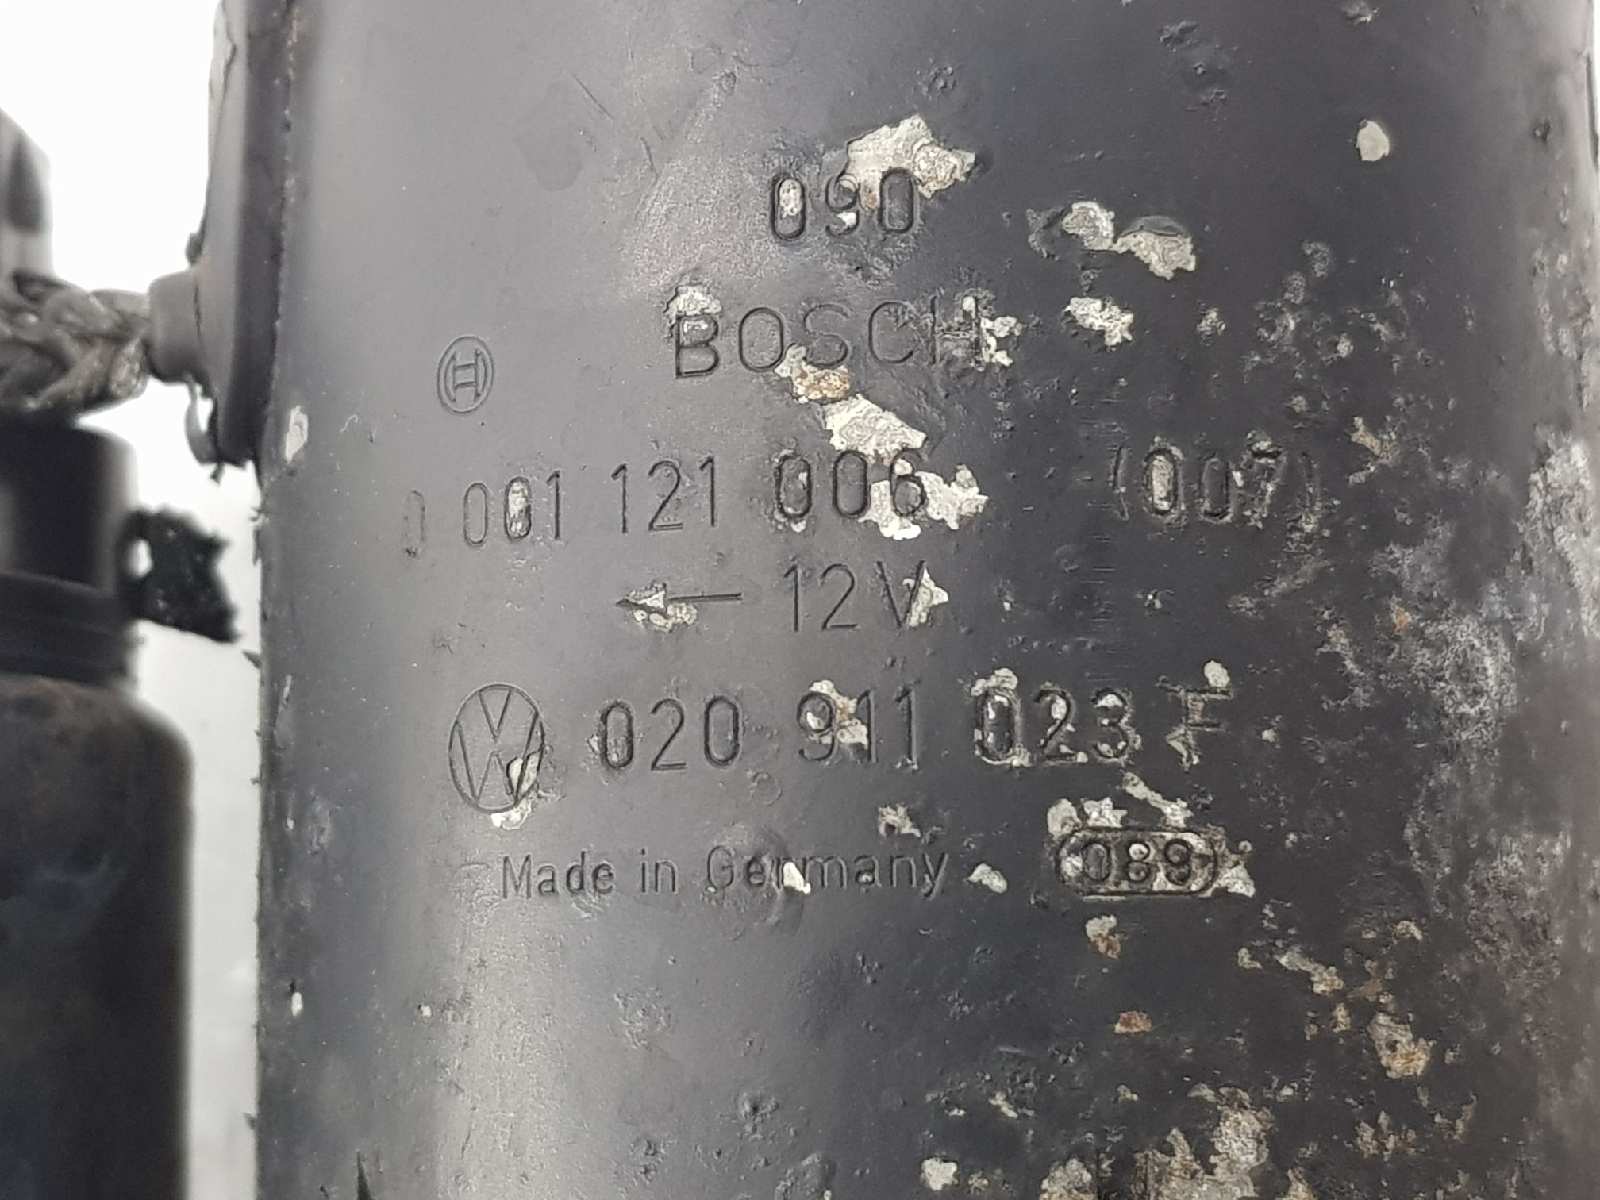 090
BOSCH
0 001 121 006 (007)
← 12V
020 911 023 F
Made in Germany (089)